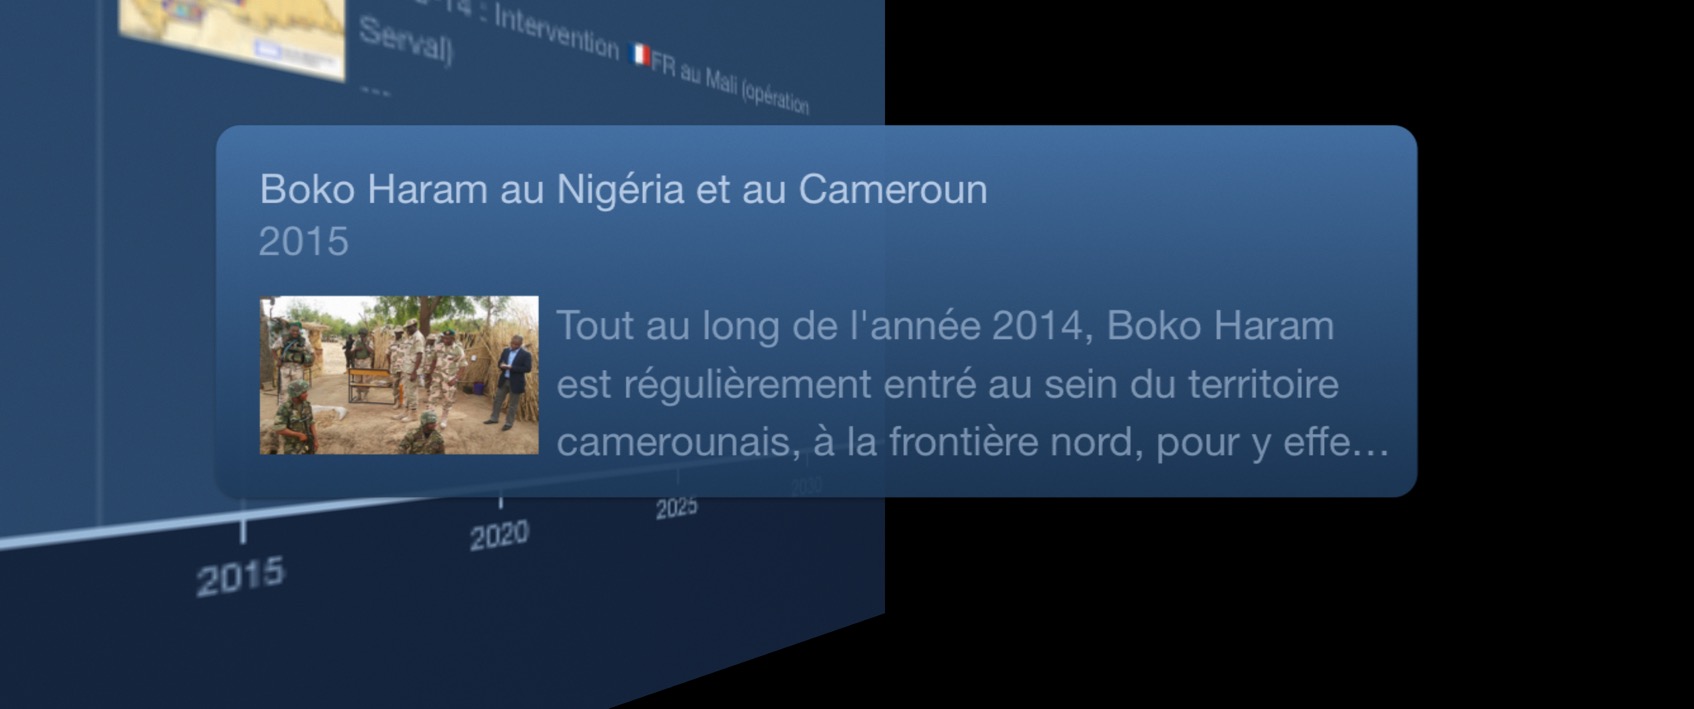 14 : Intervention 🇫🇷FR au Mali (opération
Serval)
---
Boko Haram au Nigéria et au Cameroun
2015
Tout au long de l'année 2014, Boko Haram
est régulièrement entré au sein du territoire
camerounais, à la frontière nord, pour y effe…
2015
2020
2025
2030